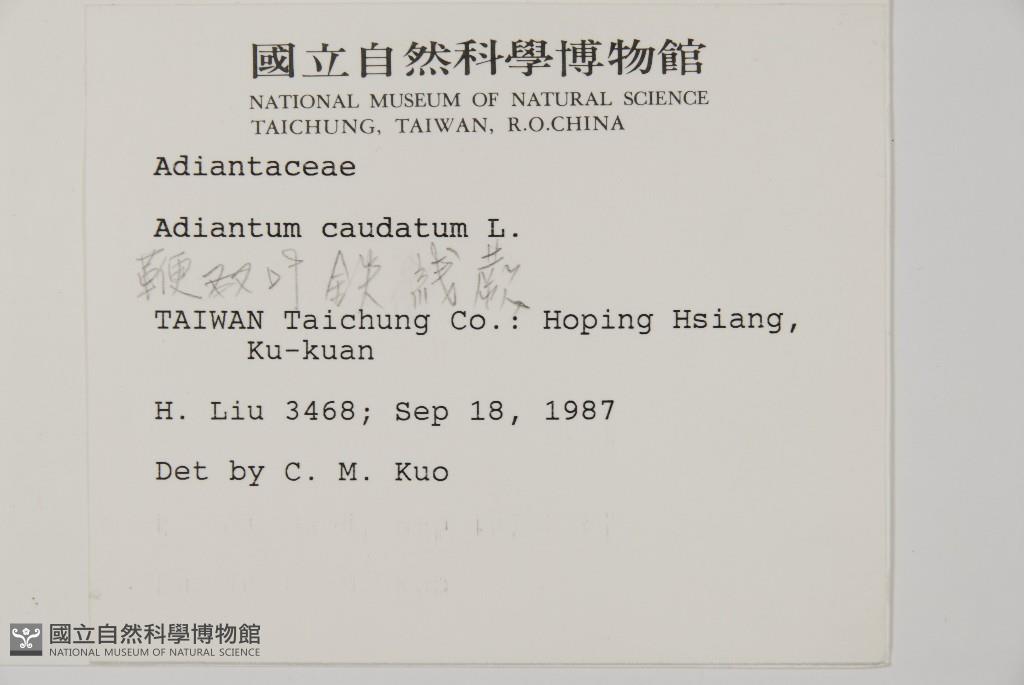 國立自然科學博物館
NATIONAL MUSEUM OF NATURAL SCIENCE
TAICHUNG, TAIWAN, R.O.CHINA
Adiantaceae
Adiantum caudatum L.
鞭叶鉄線蕨
TAIWAN Taichung Co.: Hoping Hsiang,
Ku-kuan
H. Liu 3468; Sep 18, 1987
Det by C. M. Kuo
國立自然科學博物館
NATIONAL MUSEUM OF NATURAL SCIENCE